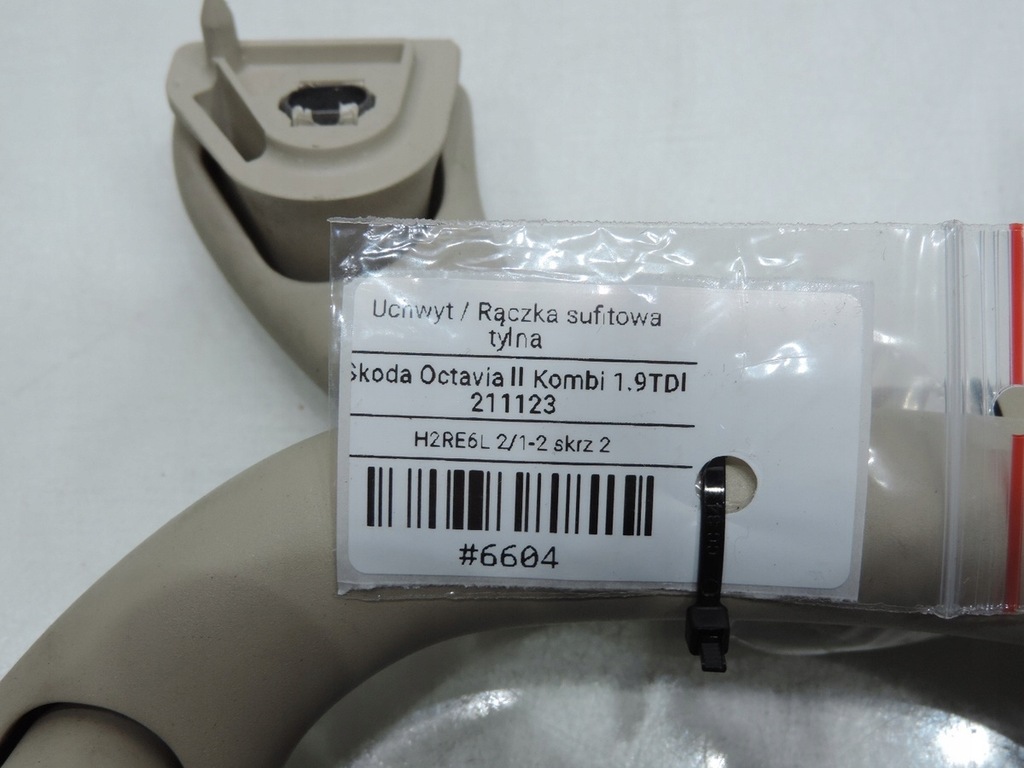 Uchwyt / Rączka sufitowa
tylna
Skoda Octavia II Kombi 1.9TDI
211123
H2RE6L 2/1-2 skrz 2
#6604